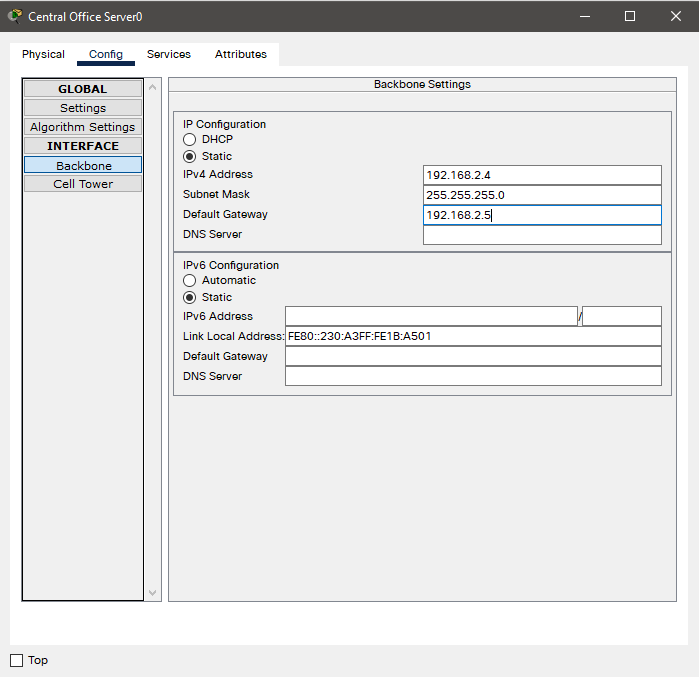 Central Office Server0
Physical Config Services Attributes
GLOBAL
Settings
Algorithm Settings
INTERFACE
Backbone
Cell Tower
Backbone Settings
IP Configuration
DHCP
Static
IPv4 Address 192.168.2.4
Subnet Mask 255.255.255.0
Default Gateway 192.168.2.5
DNS Server
IPv6 Configuration
Automatic
Static
IPv6 Address /
Link Local Address: FE80::230:A3FF:FE1B:A501
Default Gateway
DNS Server
Top